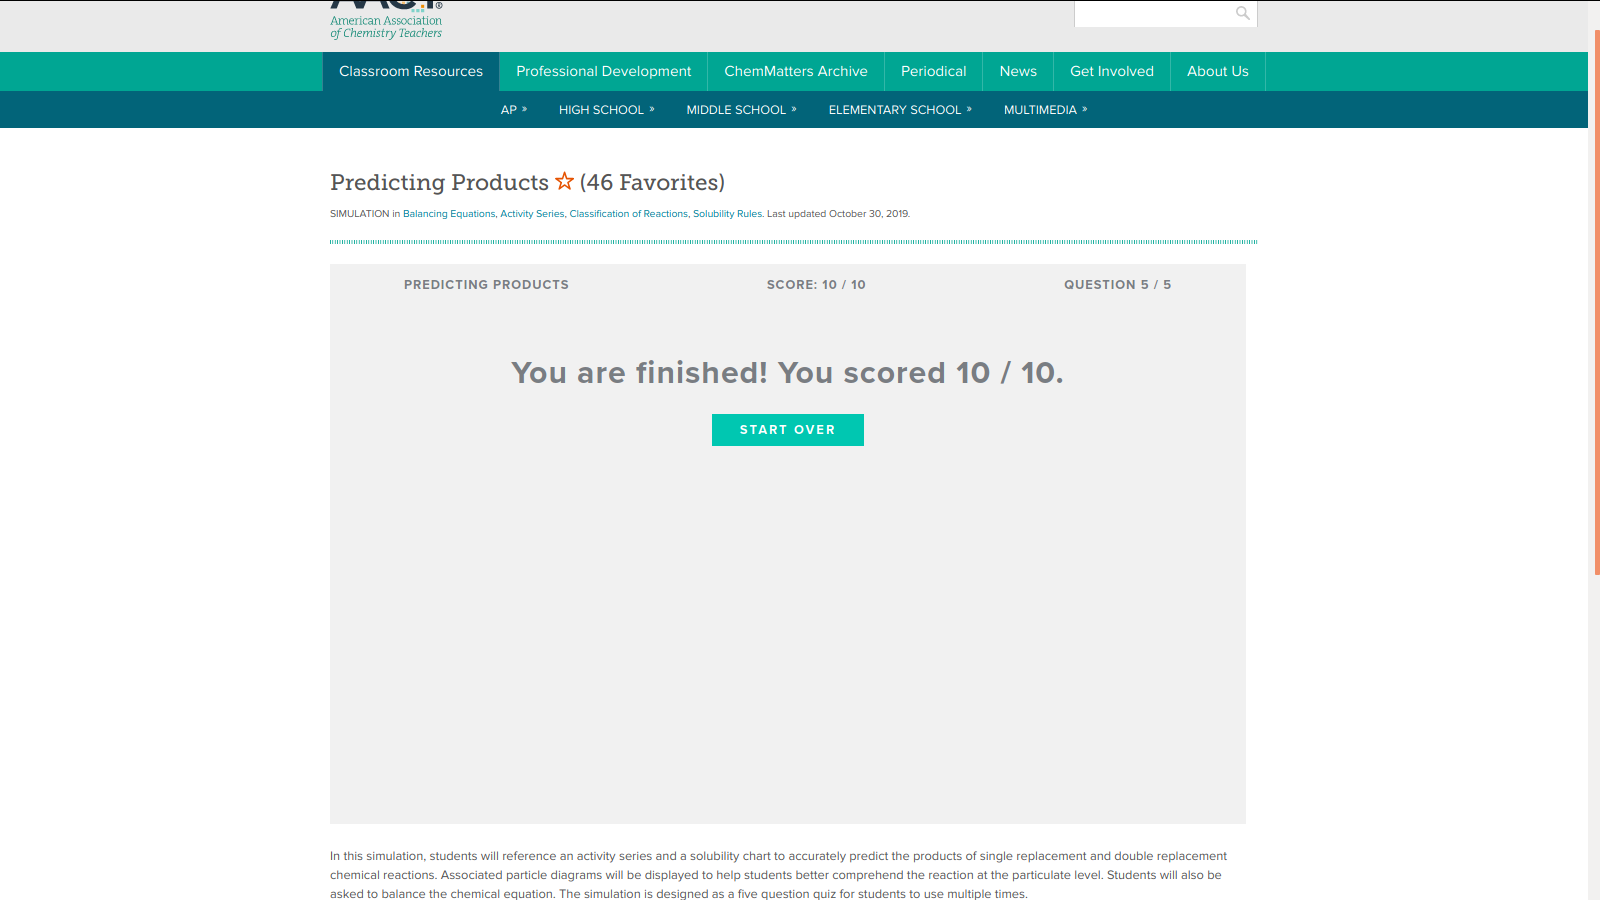 American Association
of Chemistry Teachers
Classroom Resources Professional Development ChemMatters Archive Periodical News Get Involved About Us
AP » HIGH SCHOOL » MIDDLE SCHOOL » ELEMENTARY SCHOOL » MULTIMEDIA »
Predicting Products ☆ (46 Favorites)
SIMULATION in Balancing Equations, Activity Series, Classification of Reactions, Solubility Rules. Last updated October 30, 2019.
PREDICTING PRODUCTS SCORE: 10 / 10 QUESTION 5 / 5
You are finished! You scored 10 / 10.
START OVER
In this simulation, students will reference an activity series and a solubility chart to accurately predict the products of single replacement and double replacement
chemical reactions. Associated particle diagrams will be displayed to help students better comprehend the reaction at the particulate level. Students will also be
asked to balance the chemical equation. The simulation is designed as a five question quiz for students to use multiple times.